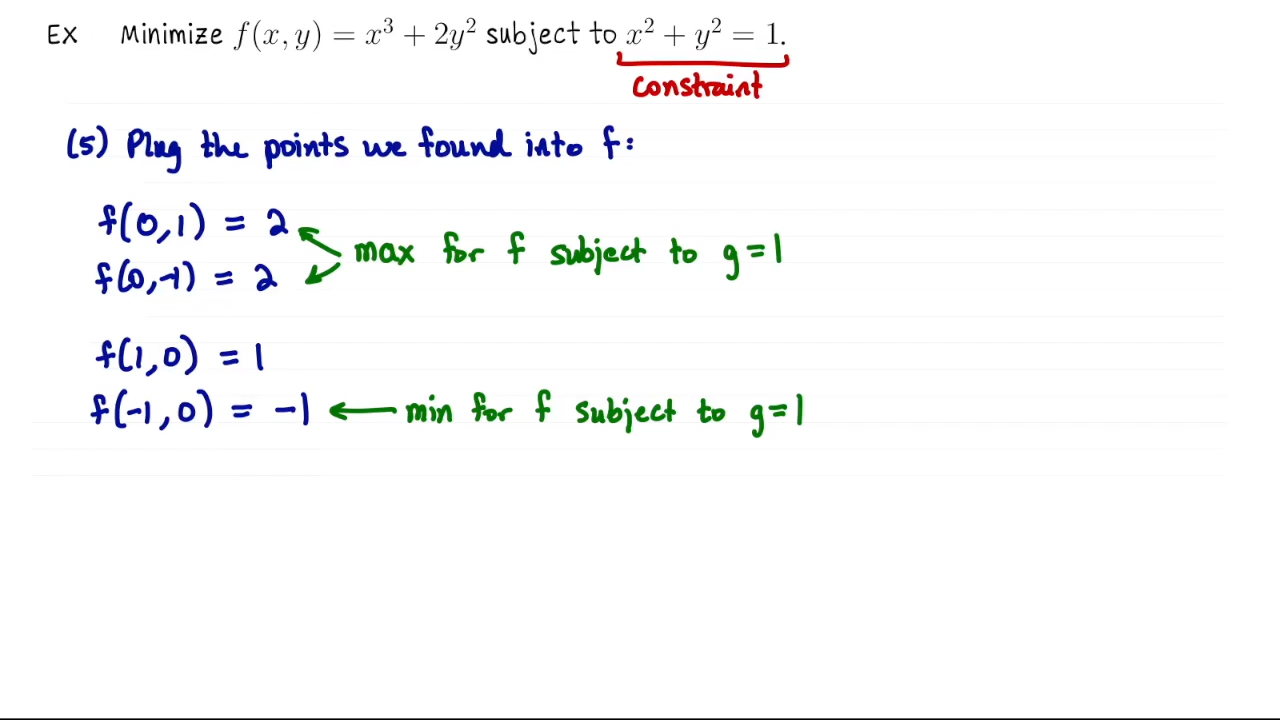 EX Minimize f(x, y) = x³ + 2y² subject to x² + y² = 1.
constraint
(5) Plug the points we found into f:
f(0,1) = 2
max for f subject to g=1
f(0,-1) = 2
f(1,0) = 1
f(-1,0) = -1 ← min for f subject to g=1